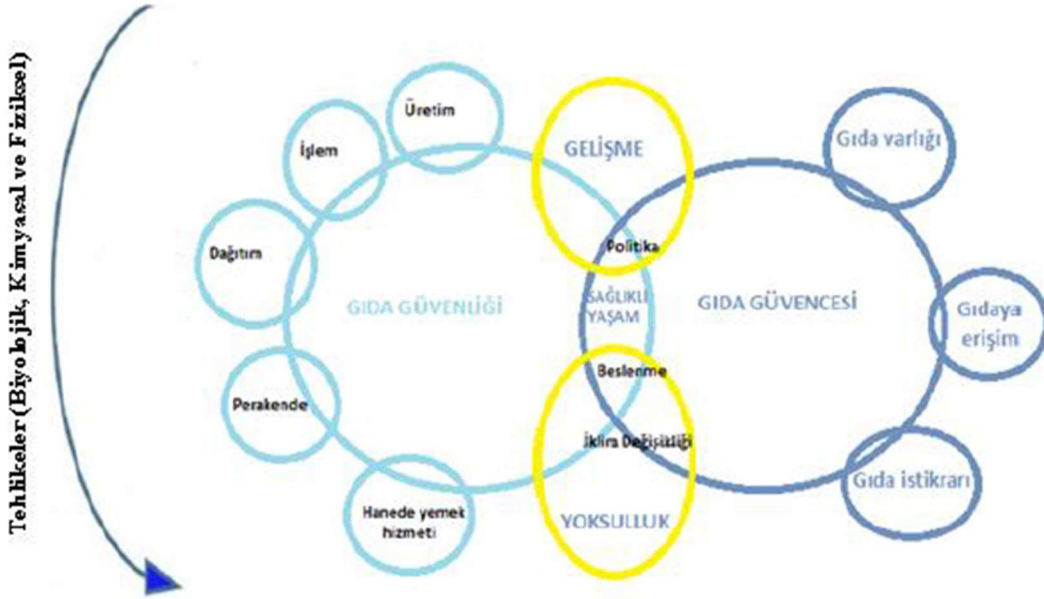 Tehlikeler (Biyolojik, Kimyasal ve Fiziksel)
Üretim
İşlem
Dağıtım
Perakende
Hanede yemek
hizmeti
GIDA GÜVENLİĞİ
GELİŞME
Politika
SAĞLIKLI
YAŞAM
Beslenme
İklim Değişikliği
YOKSULLUK
GIDA GÜVENCESİ
Gıda varlığı
Gıdaya
erişim
Gıda istikrarı